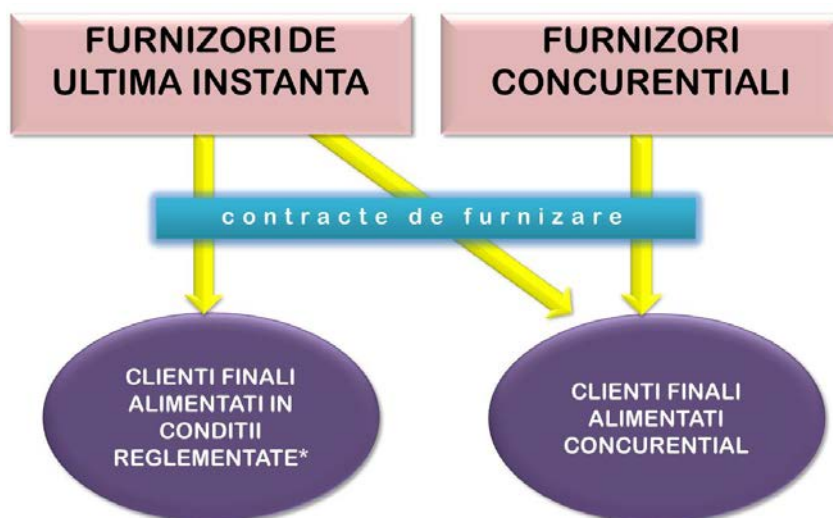 FURNIZORI DE
ULTIMA INSTANTA
FURNIZORI
CONCURENTIALI
contracte de furnizare
CLIENTI FINALI
ALIMENTATI IN
CONDITII
REGLEMENTATE*
CLIENTI FINALI
ALIMENTATI
CONCURENTIAL